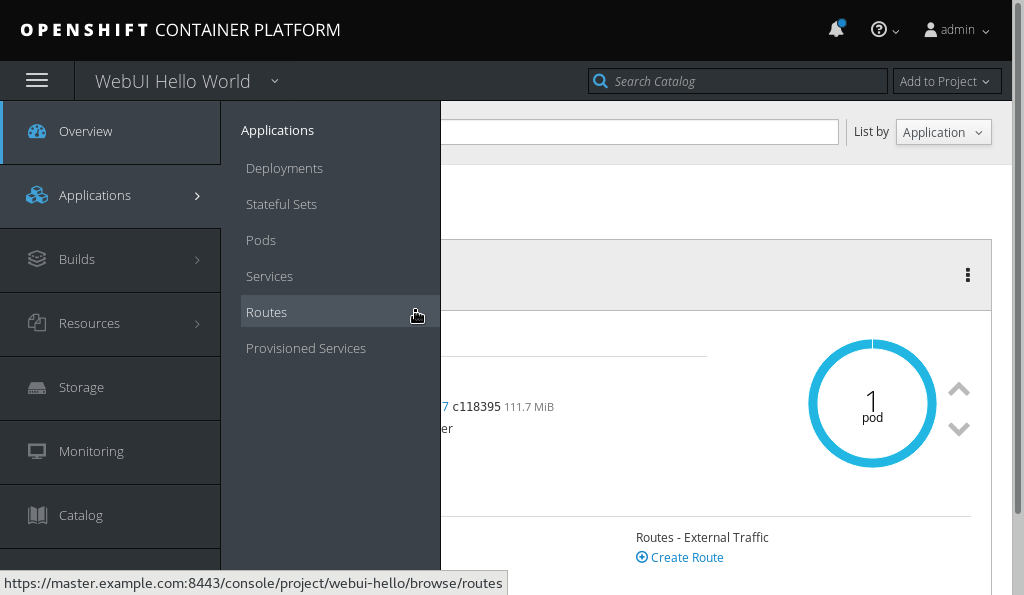 OPENSHIFT CONTAINER PLATFORM
admin
WebUI Hello World
Search Catalog
Add to Project
Overview
Applications
Builds
Resources
Storage
Monitoring
Catalog
Applications
Deployments
Stateful Sets
Pods
Services
Routes
Provisioned Services
List by
Application
7 c118395 111.7 MiB
er
1
pod
Routes - External Traffic
Create Route
https://master.example.com:8443/console/project/webui-hello/browse/routes